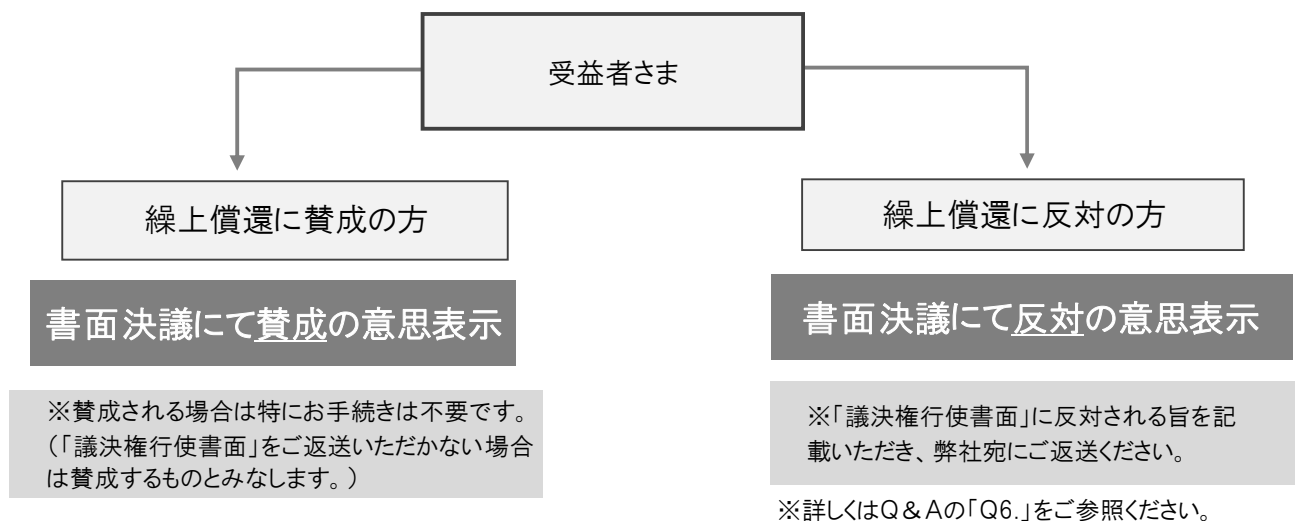 受益者さま
繰上償還に賛成の方
書面決議にて賛成の意思表示
※賛成される場合は特にお手続きは不要です。
(「議決権行使書面」をご返送いただかない場合
は賛成するものとみなします。)
繰上償還に反対の方
書面決議にて反対の意思表示
※「議決権行使書面」に反対される旨を記
載いただき、弊社宛にご返送ください。
※詳しくはQ&Aの「Q6.」をご参照ください。